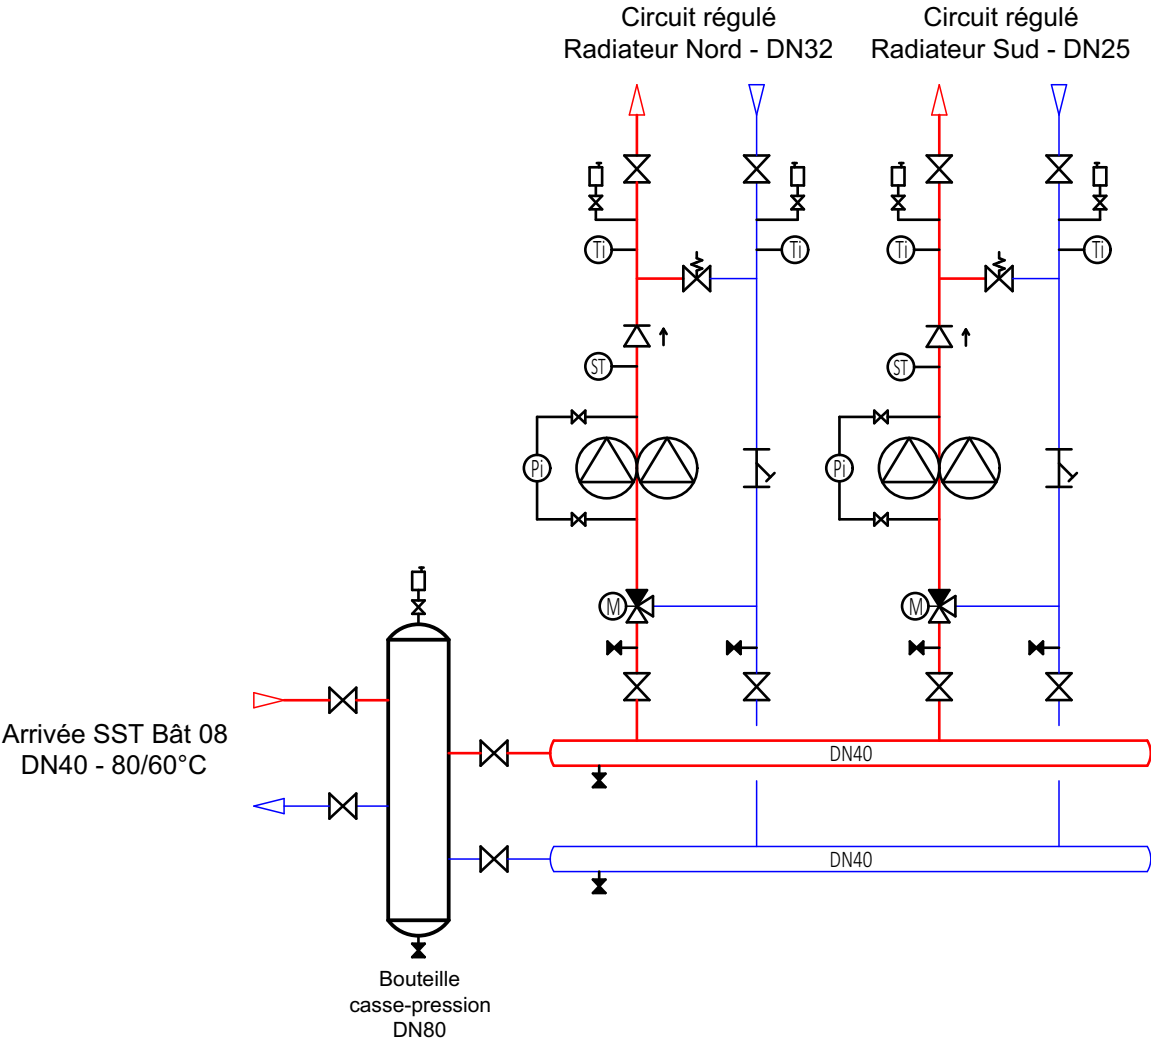 Circuit régulé
Radiateur Nord - DN32
Circuit régulé
Radiateur Sud - DN25
Ti
Ti
Ti
Ti
ST
ST
Pi
Pi
M
M
Arrivée SST Bât 08
DN40 - 80/60°C
DN40
DN40
Bouteille
casse-pression
DN80